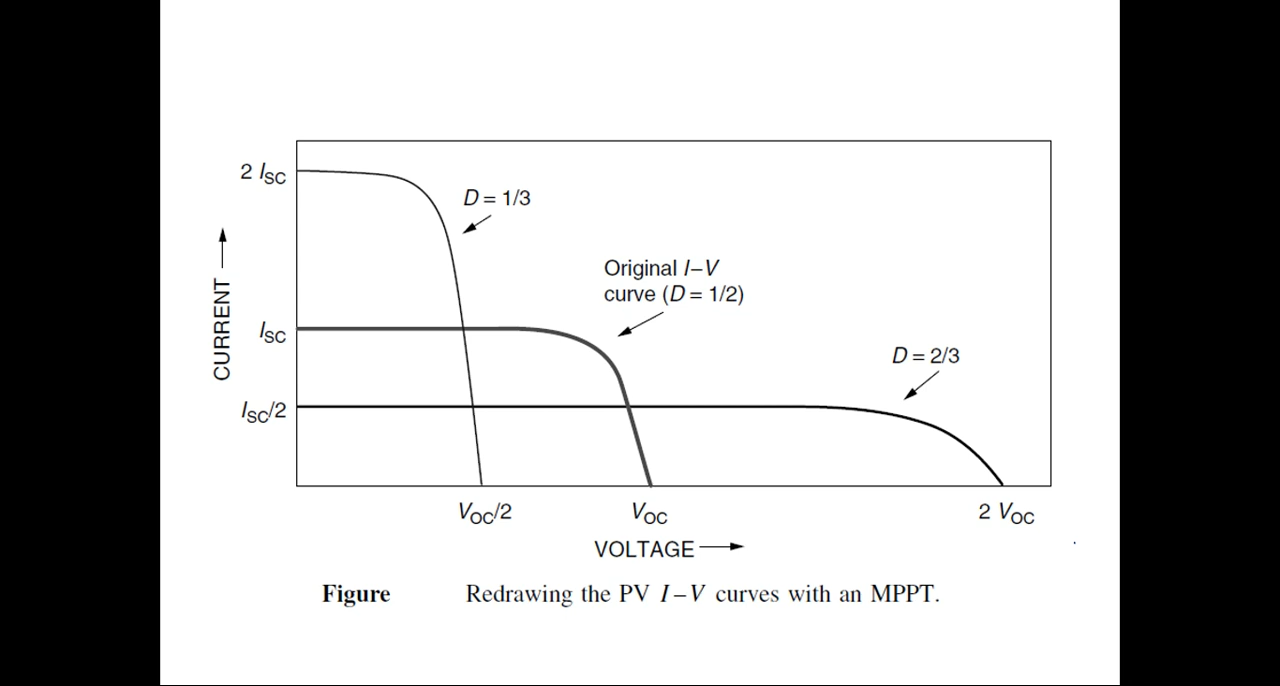 2 ISC
D = 1/3
Original I–V
curve (D = 1/2)
ISC
D = 2/3
ISC/2
CURRENT
VOC/2
VOC
2 VOC
VOLTAGE
Figure Redrawing the PV I–V curves with an MPPT.